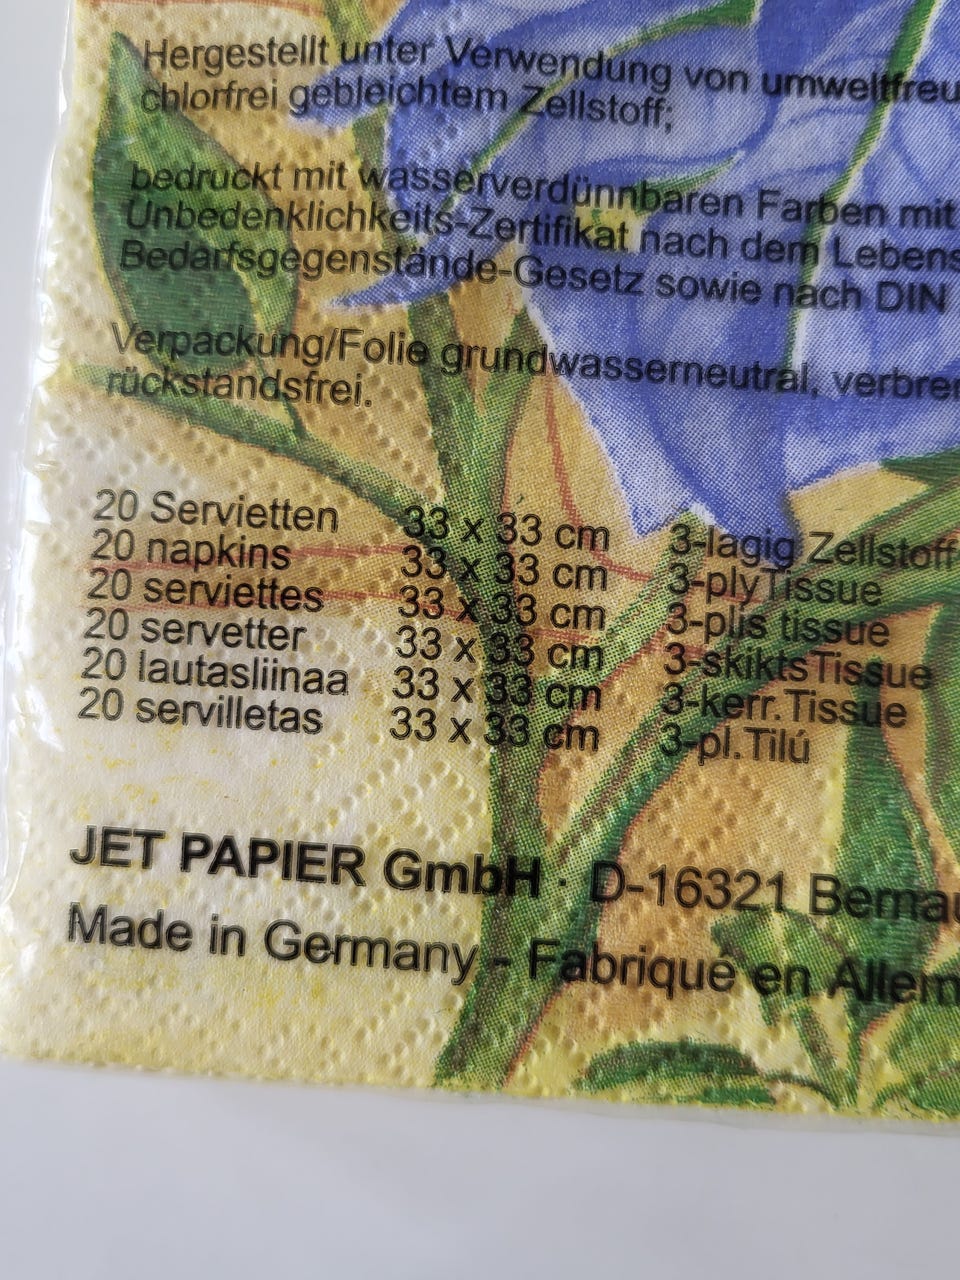 Hergestellt unter Verwendung von umweltfreu
chlorfrei gebleichtem Zellstoff;
bedruckt mit wasserverdünnbaren Farben mit
Unbedenklichkeits-Zertifikat nach dem Lebens
Bedarfsgegenstände-Gesetz sowie nach DIN
Verpackung/Folie grundwasserneutral, verbren
rückstandsfrei.
20 Servietten 33 x 33 cm 3-lagig Zellstoff
20 napkins 33 x 33 cm 3-plyTissue
20 serviettes 33 x 33 cm 3-plis tissue
20 servetter 33 x 33 cm 3-skiktsTissue
20 lautasliinaa 33 x 33 cm 3-kerr.Tissue
20 servilletas 33 x 33 cm 3-pl.Tilú
JET PAPIER GmbH · D-16321 Bernau
Made in Germany - Fabriqué en Allem